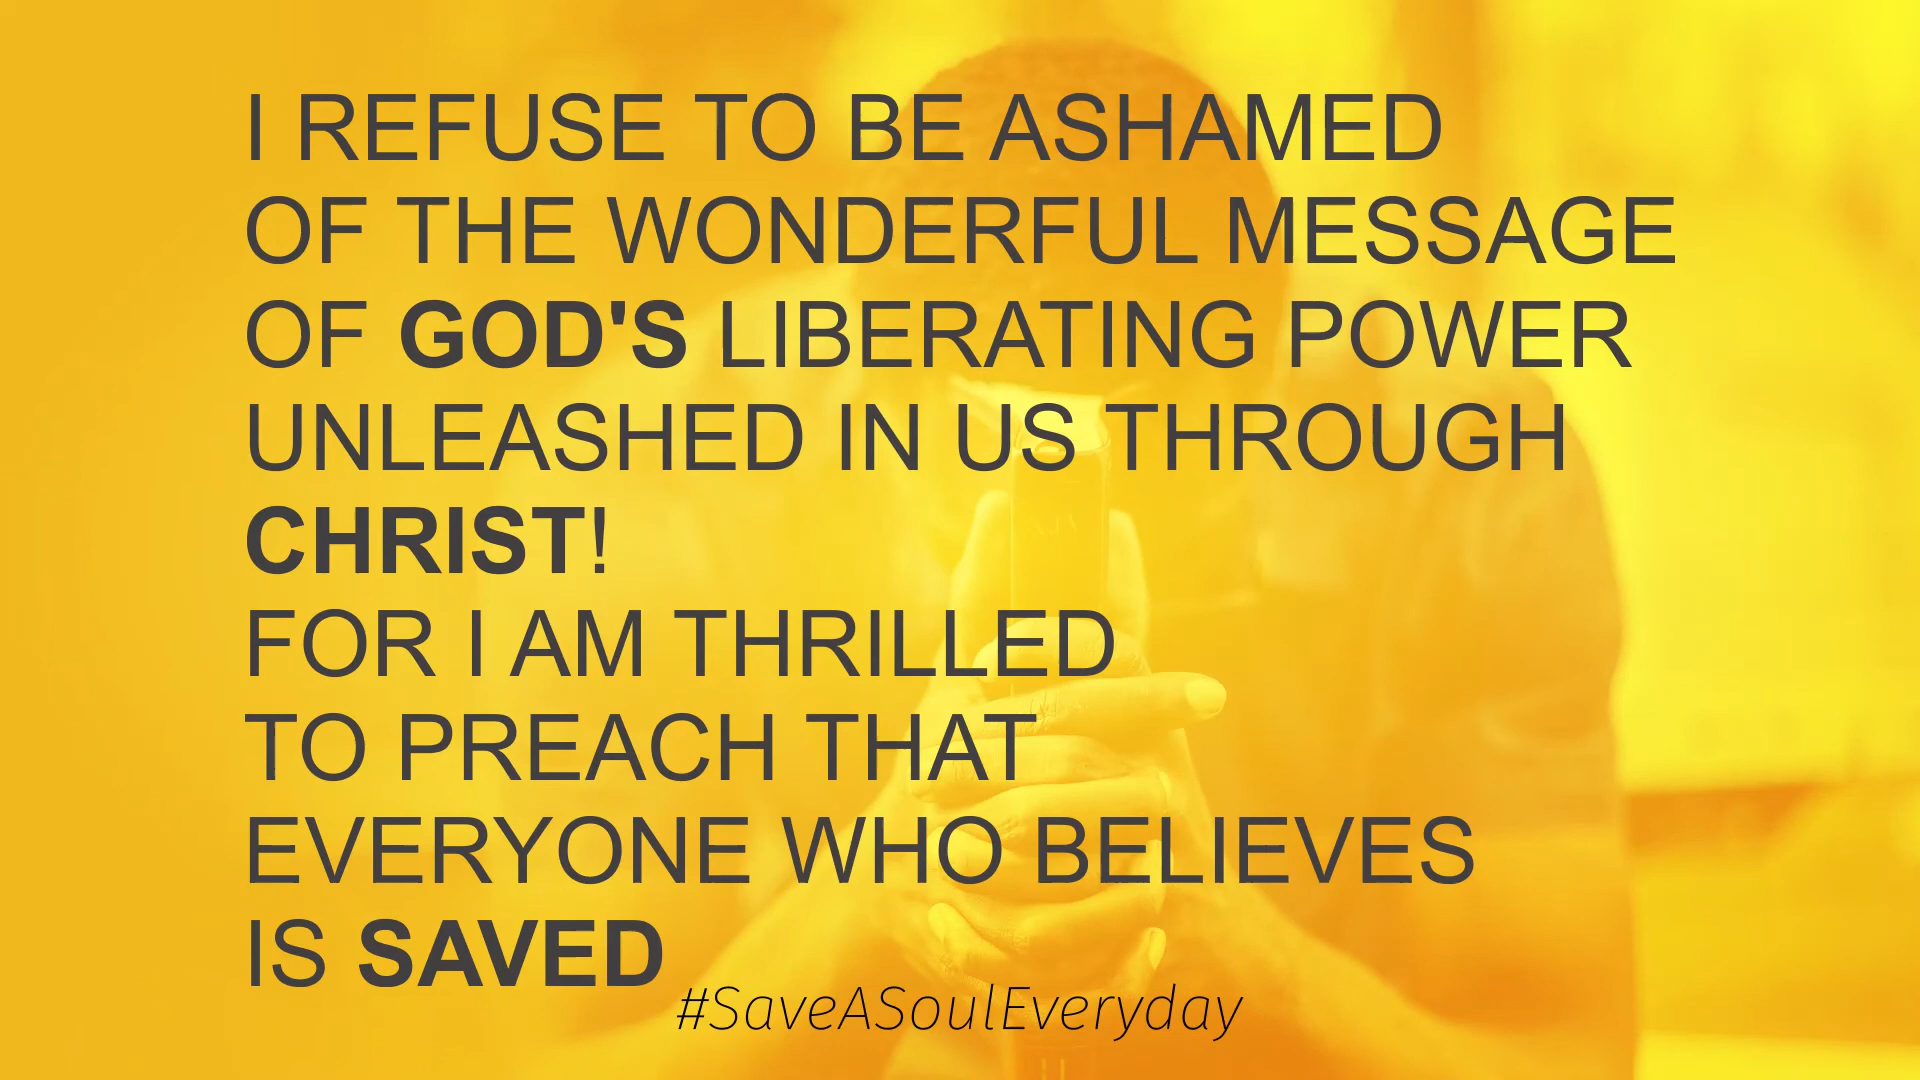 I REFUSE TO BE ASHAMED
OF THE WONDERFUL MESSAGE
OF GOD'S LIBERATING POWER
UNLEASHED IN US THROUGH
CHRIST!
FOR I AM THRILLED
TO PREACH THAT
EVERYONE WHO BELIEVES
IS SAVED
#SaveASoulEveryday